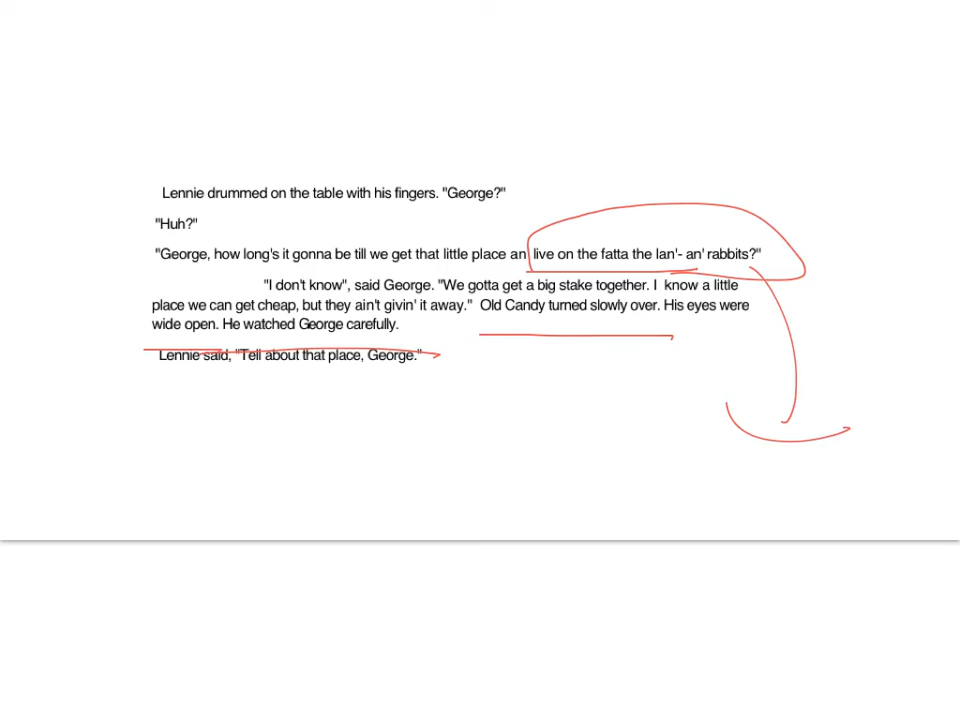 Lennie drummed on the table with his fingers. "George?"
"Huh?"
"George, how long's it gonna be till we get that little place an live on the fatta the lan'- an' rabbits?"
"I don't know", said George. "We gotta get a big stake together. I know a little
place we can get cheap, but they ain't givin' it away." Old Candy turned slowly over. His eyes were
wide open. He watched George carefully.
Lennie said, "Tell about that place, George."